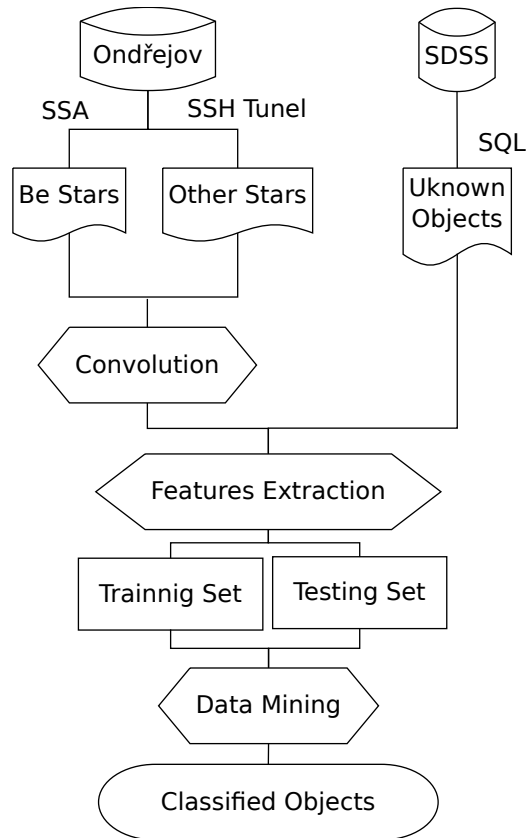 Ondřejov
SDSS
SSA
SSH Tunel
SQL
Be Stars
Other Stars
Uknown
Objects
Convolution
Features Extraction
Trainnig Set
Testing Set
Data Mining
Classified Objects